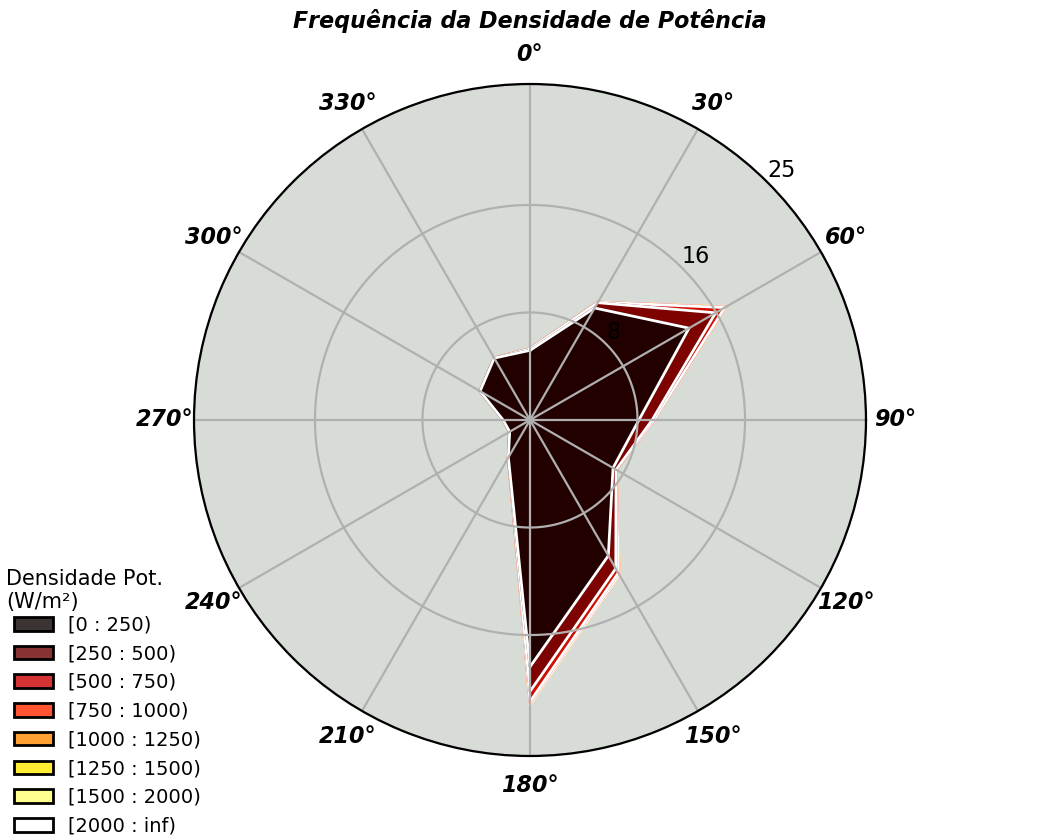 Frequência da Densidade de Potência
0°
330°
30°
25
300°
60°
16
8
270°
90°
240°
120°
210°
150°
180°
Densidade Pot.
(W/m²)
[0 : 250)
[250 : 500)
[500 : 750)
[750 : 1000)
[1000 : 1250)
[1250 : 1500)
[1500 : 2000)
[2000 : inf)